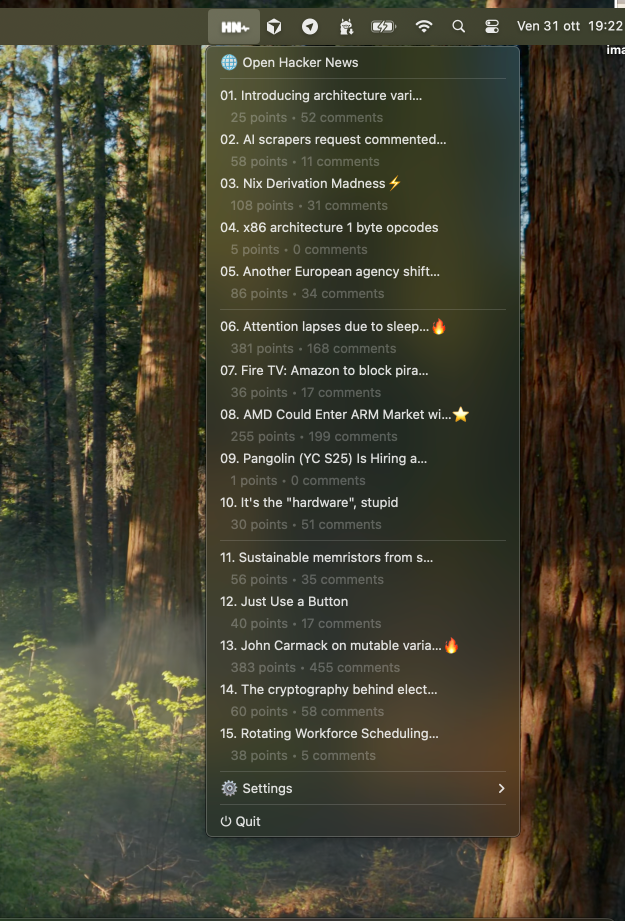 HN
Ven 31 ott 19:22
ima
🌐 Open Hacker News
01. Introducing architecture vari...
25 points • 52 comments
02. AI scrapers request commented...
58 points • 11 comments
03. Nix Derivation Madness⚡
108 points • 31 comments
04. x86 architecture 1 byte opcodes
5 points • 0 comments
05. Another European agency shift...
86 points • 34 comments
06. Attention lapses due to sleep...🔥
381 points • 168 comments
07. Fire TV: Amazon to block pira...
36 points • 17 comments
08. AMD Could Enter ARM Market wi...⭐
255 points • 199 comments
09. Pangolin (YC S25) Is Hiring a...
1 points • 0 comments
10. It's the "hardware", stupid
30 points • 51 comments
11. Sustainable memristors from s...
56 points • 35 comments
12. Just Use a Button
40 points • 17 comments
13. John Carmack on mutable varia...🔥
383 points • 455 comments
14. The cryptography behind elect...
60 points • 58 comments
15. Rotating Workforce Scheduling...
38 points • 5 comments
⚙️ Settings
⏻ Quit